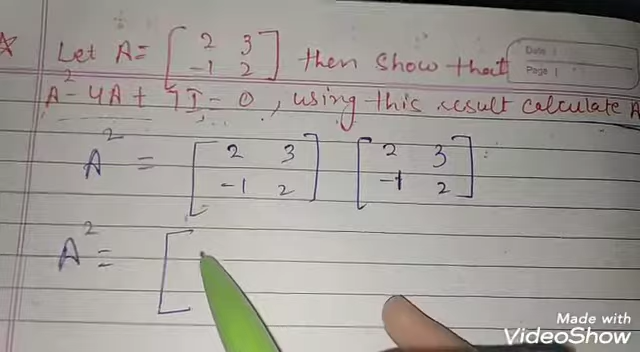 Let A = [ 2 3 ] then show that
[ -1 2 ]
A² - 4A + 7I = 0, using this result calculate A
A² = [ 2 3 ] [ 2 3 ]
[ -1 2 ] [ -1 2 ]
A² = [
Date
Page
Made with
VideoShow